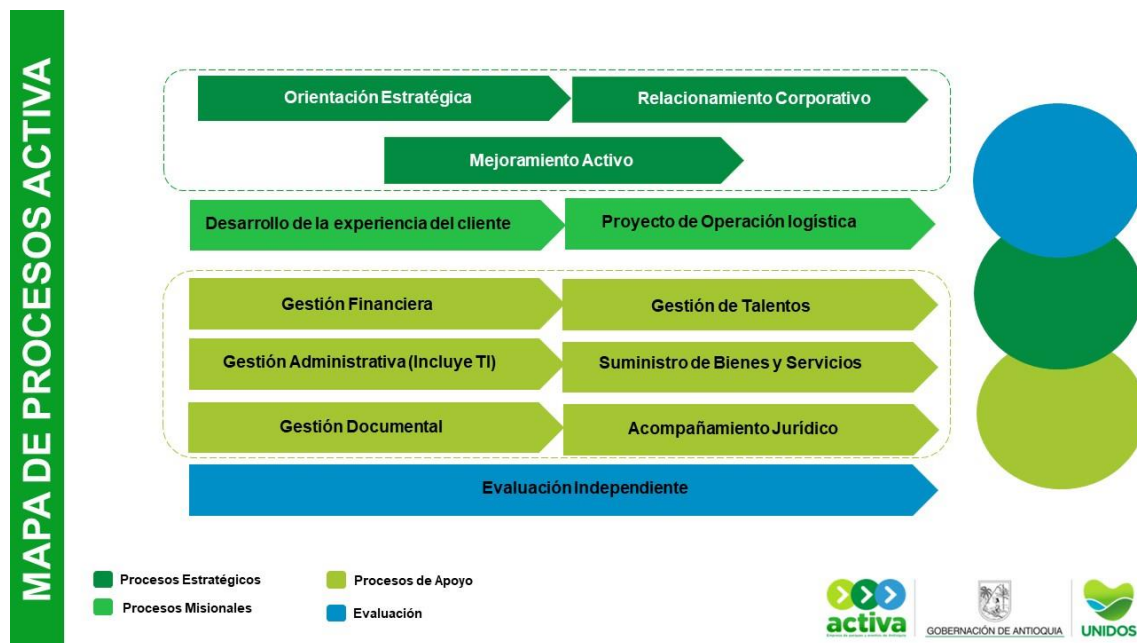 MAPA DE PROCESOS ACTIVA
Orientación Estratégica
Relacionamiento Corporativo
Mejoramiento Activo
Desarrollo de la experiencia del cliente
Proyecto de Operación logística
Gestión Financiera
Gestión de Talentos
Gestión Administrativa (Incluye TI)
Suministro de Bienes y Servicios
Gestión Documental
Acompañamiento Jurídico
Evaluación Independiente
Procesos Estratégicos
Procesos de Apoyo
Procesos Misionales
Evaluación
activa
GOBERNACIÓN DE ANTIOQUIA
UNIDOS